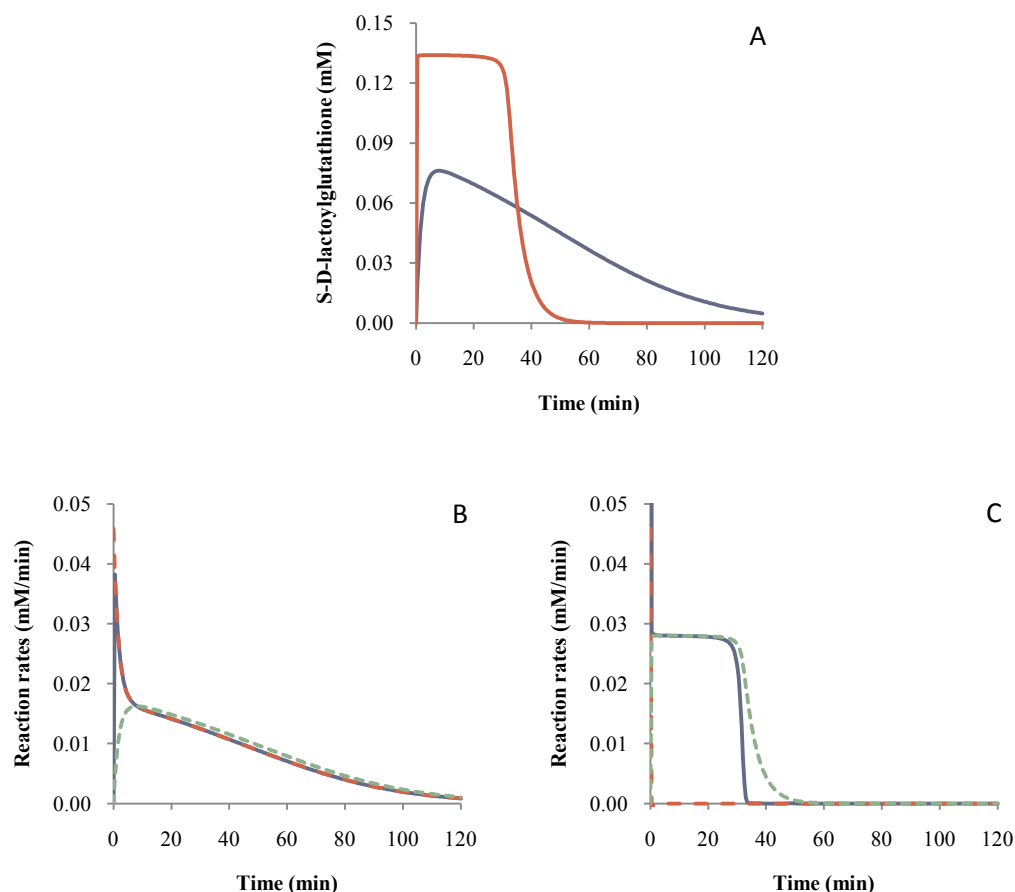 A
S-D-lactoylglutathione (mM)
0.15
0.12
0.09
0.06
0.03
0.00
0 20 40 60 80 100 120
Time (min)
B
Reaction rates (mM/min)
0.05
0.04
0.03
0.02
0.01
0.00
0 20 40 60 80 100 120
Time (min)
C
Reaction rates (mM/min)
0.05
0.04
0.03
0.02
0.01
0.00
0 20 40 60 80 100 120
Time (min)